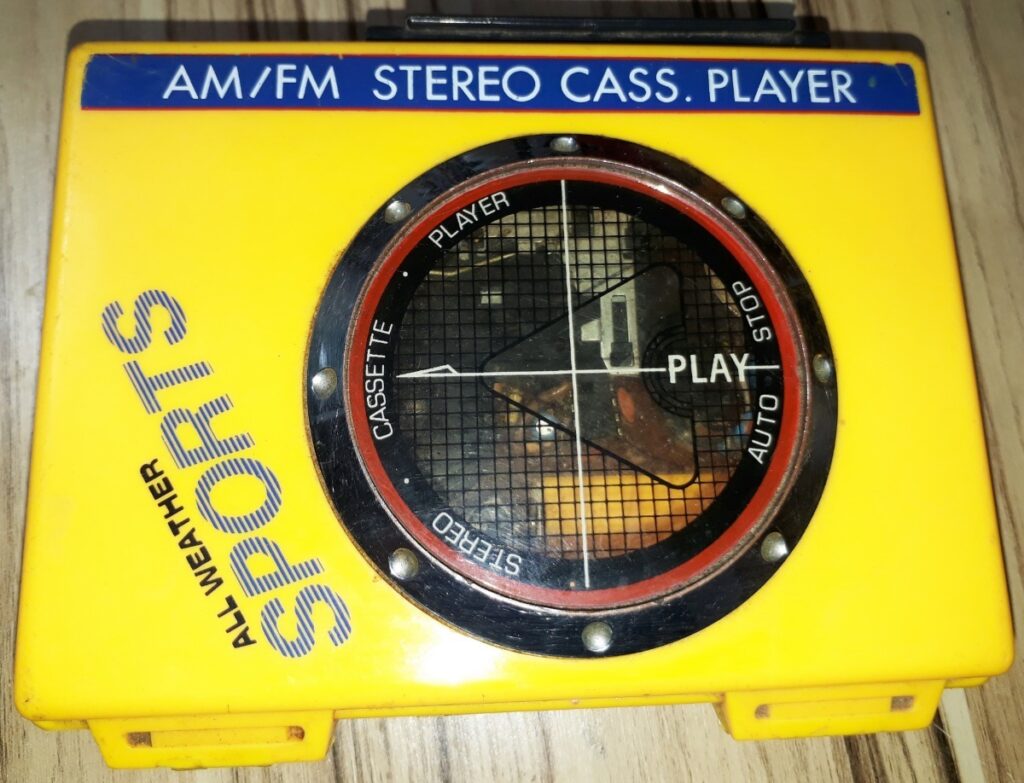 AM/FM STEREO CASS. PLAYER
STEREO CASSETTE PLAYER
AUTO STOP
PLAY
ALL WEATHER
SPORTS